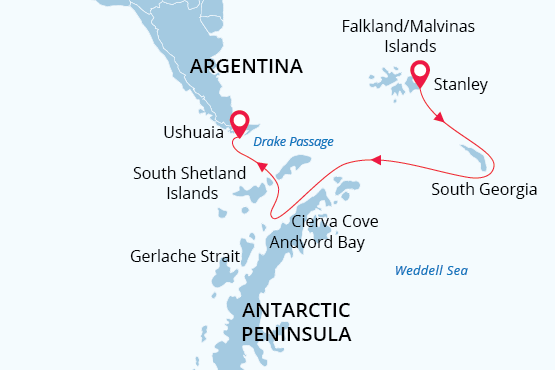 Falkland/Malvinas
Islands
ARGENTINA
Stanley
Ushuaia
Drake Passage
South Shetland
Islands
South Georgia
Cierva Cove
Andvord Bay
Gerlache Strait
Weddell Sea
ANTARCTIC
PENINSULA